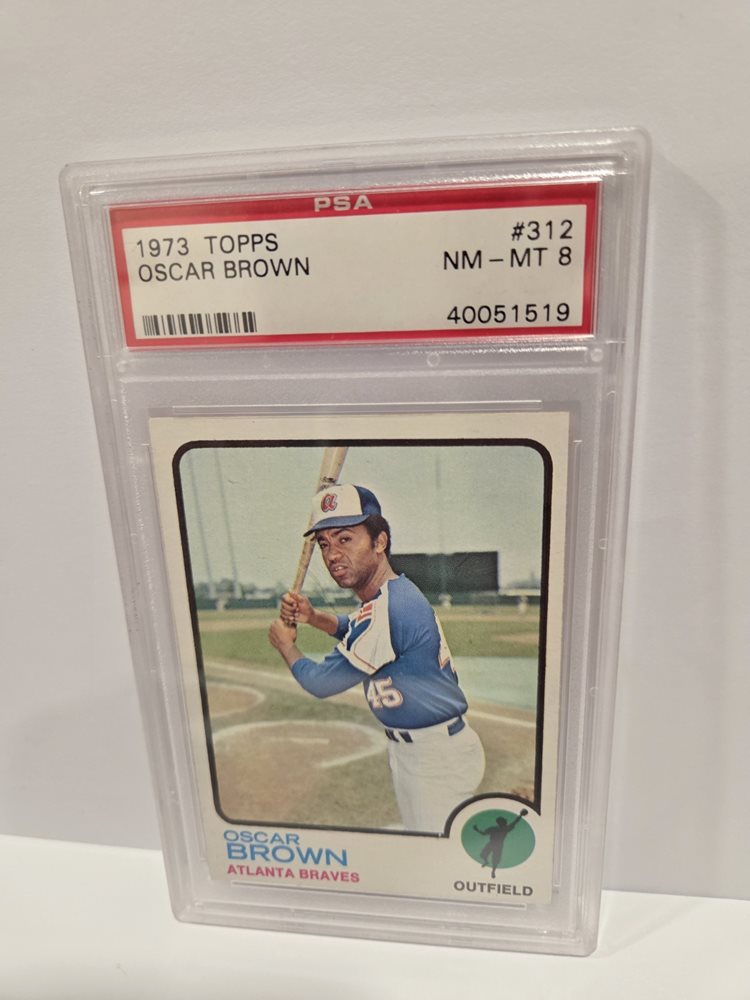 PSA
1973 TOPPS #312
OSCAR BROWN NM - MT 8
40051519
a
45
OSCAR
BROWN
ATLANTA BRAVES
OUTFIELD